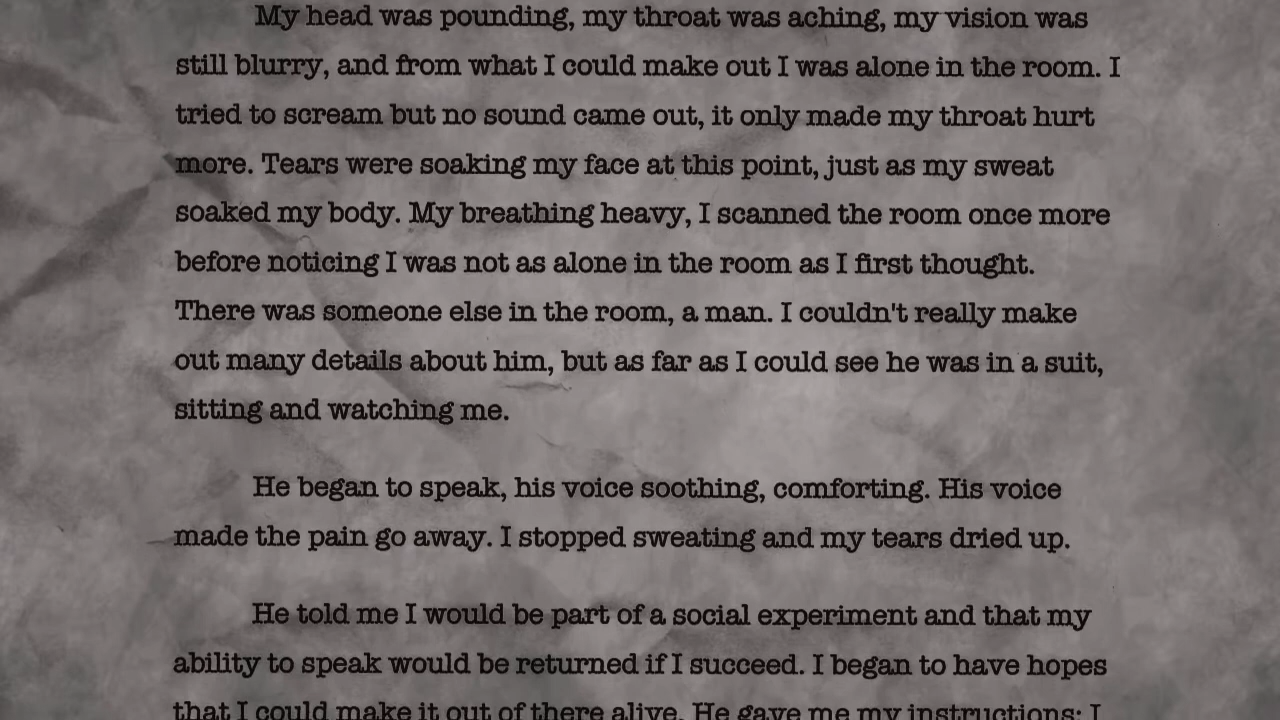 My head was pounding, my throat was aching, my vision was
still blurry, and from what I could make out I was alone in the room. I
tried to scream but no sound came out, it only made my throat hurt
more. Tears were soaking my face at this point, just as my sweat
soaked my body. My breathing heavy, I scanned the room once more
before noticing I was not as alone in the room as I first thought.
There was someone else in the room, a man. I couldn't really make
out many details about him, but as far as I could see he was in a suit,
sitting and watching me.
He began to speak, his voice soothing, comforting. His voice
made the pain go away. I stopped sweating and my tears dried up.
He told me I would be part of a social experiment and that my
ability to speak would be returned if I succeed. I began to have hopes
that I could make it out of there alive. He gave me my instructions: I